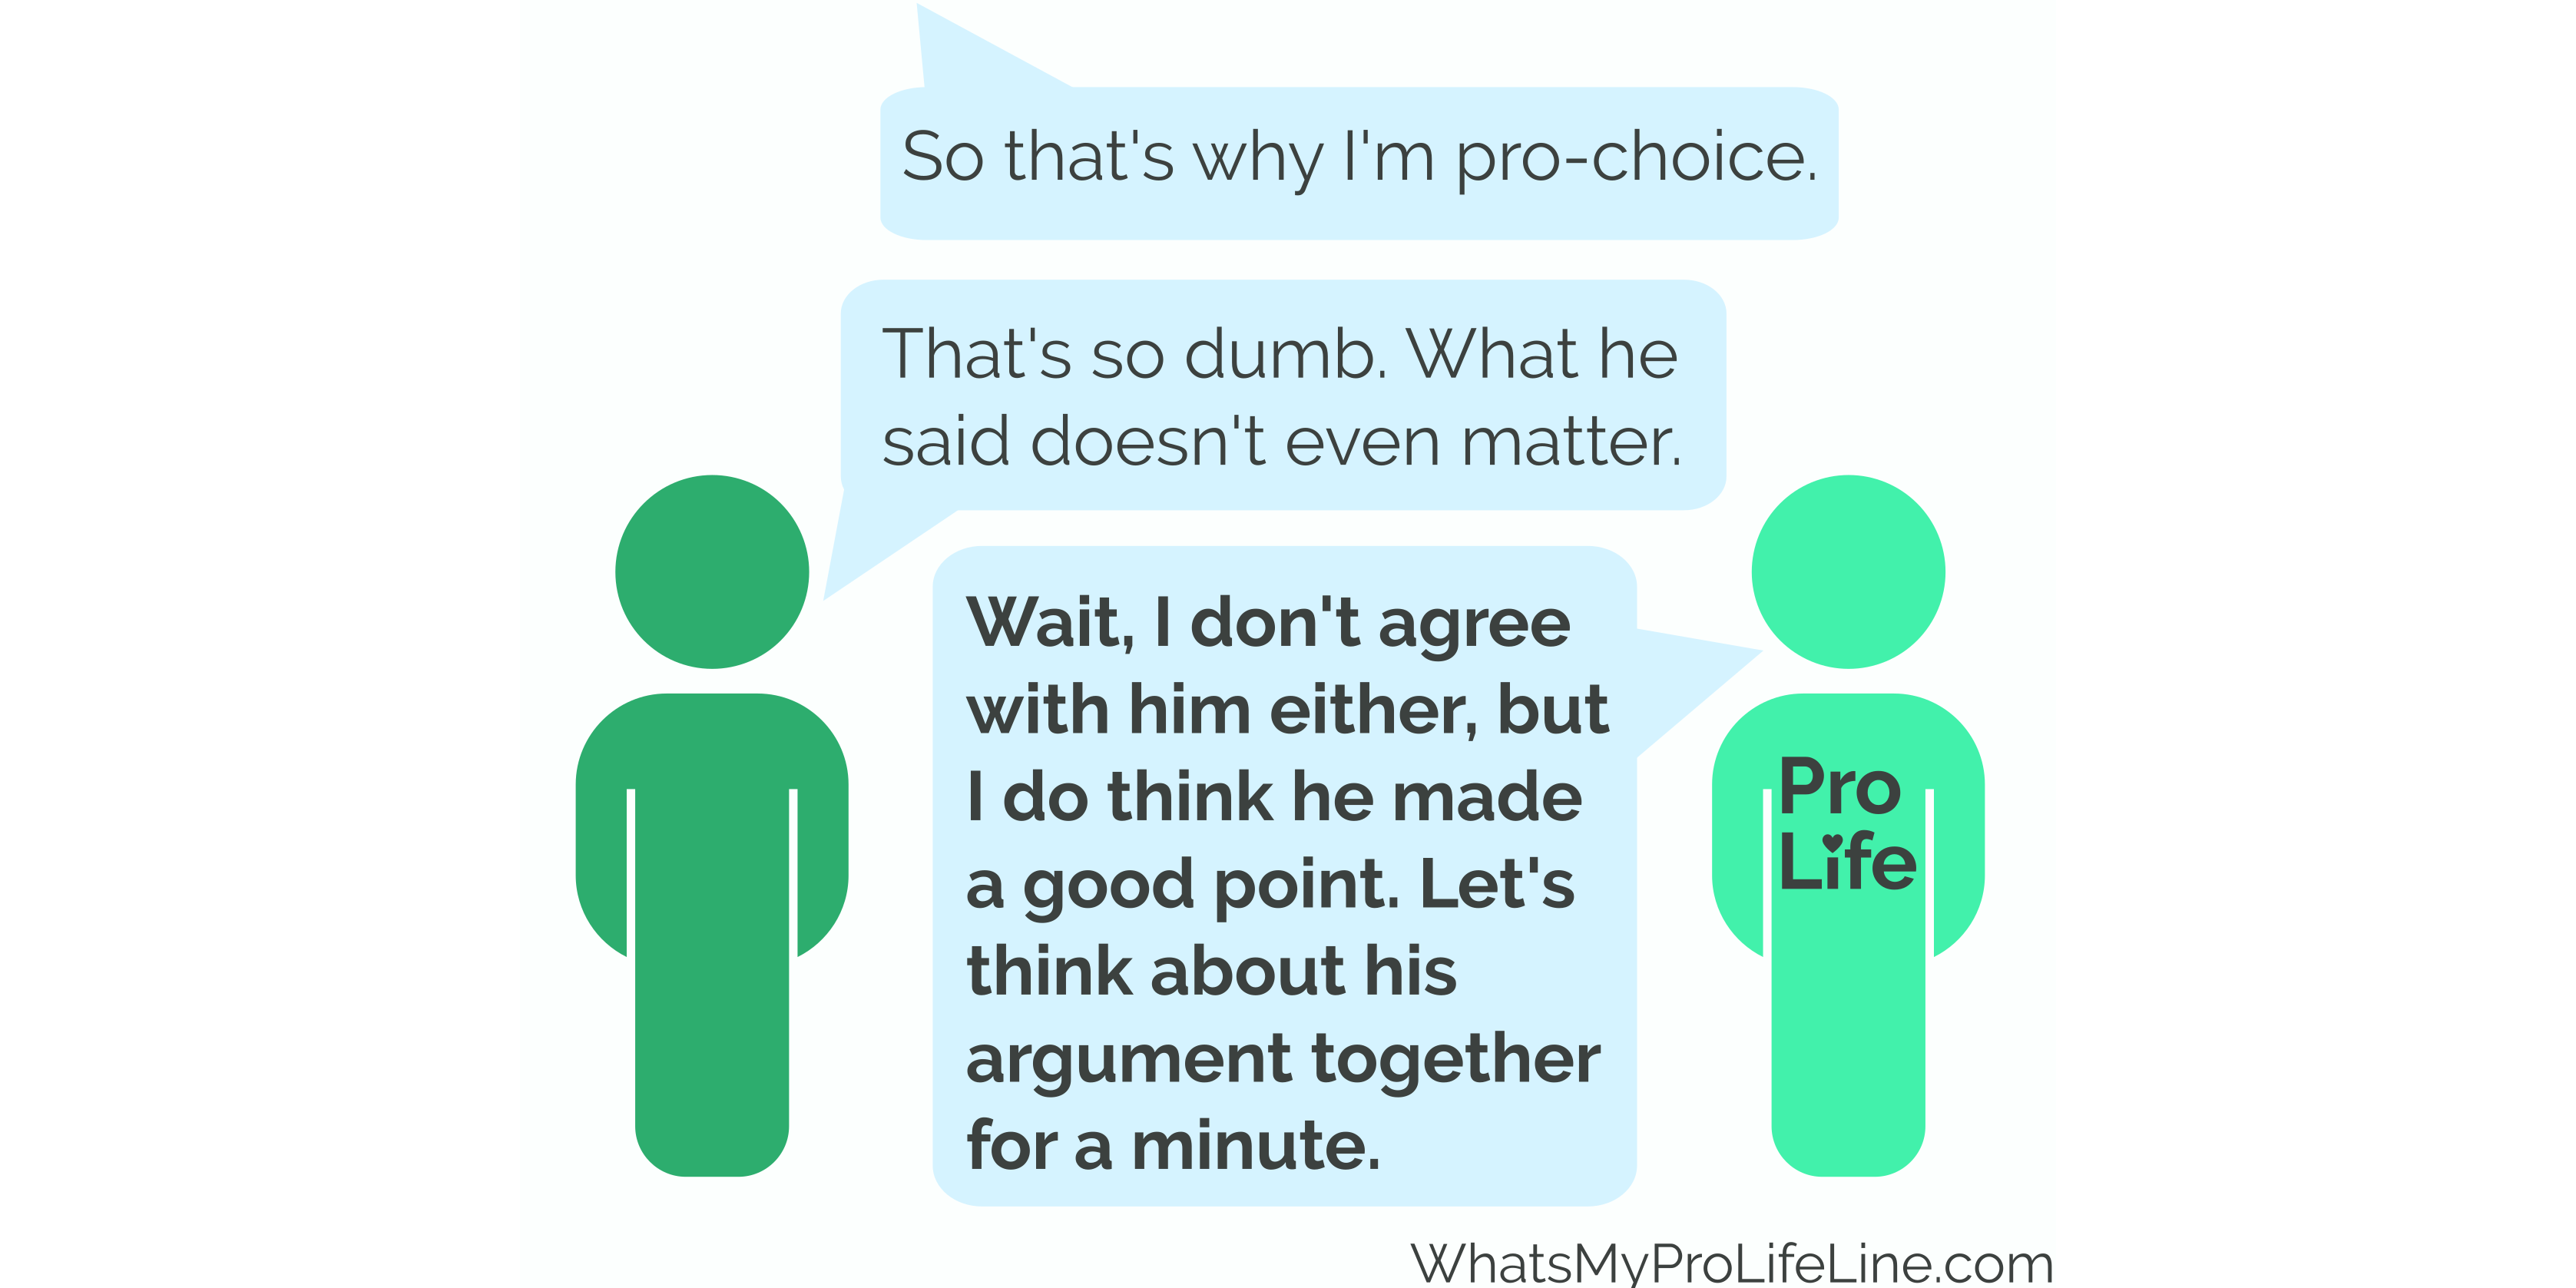 So that's why I'm pro-choice.
That's so dumb. What he
said doesn't even matter.
Wait, I don't agree
with him either, but
I do think he made
a good point. Let's
think about his
argument together
for a minute.
Pro
Life
WhatsMyProLifeLine.com